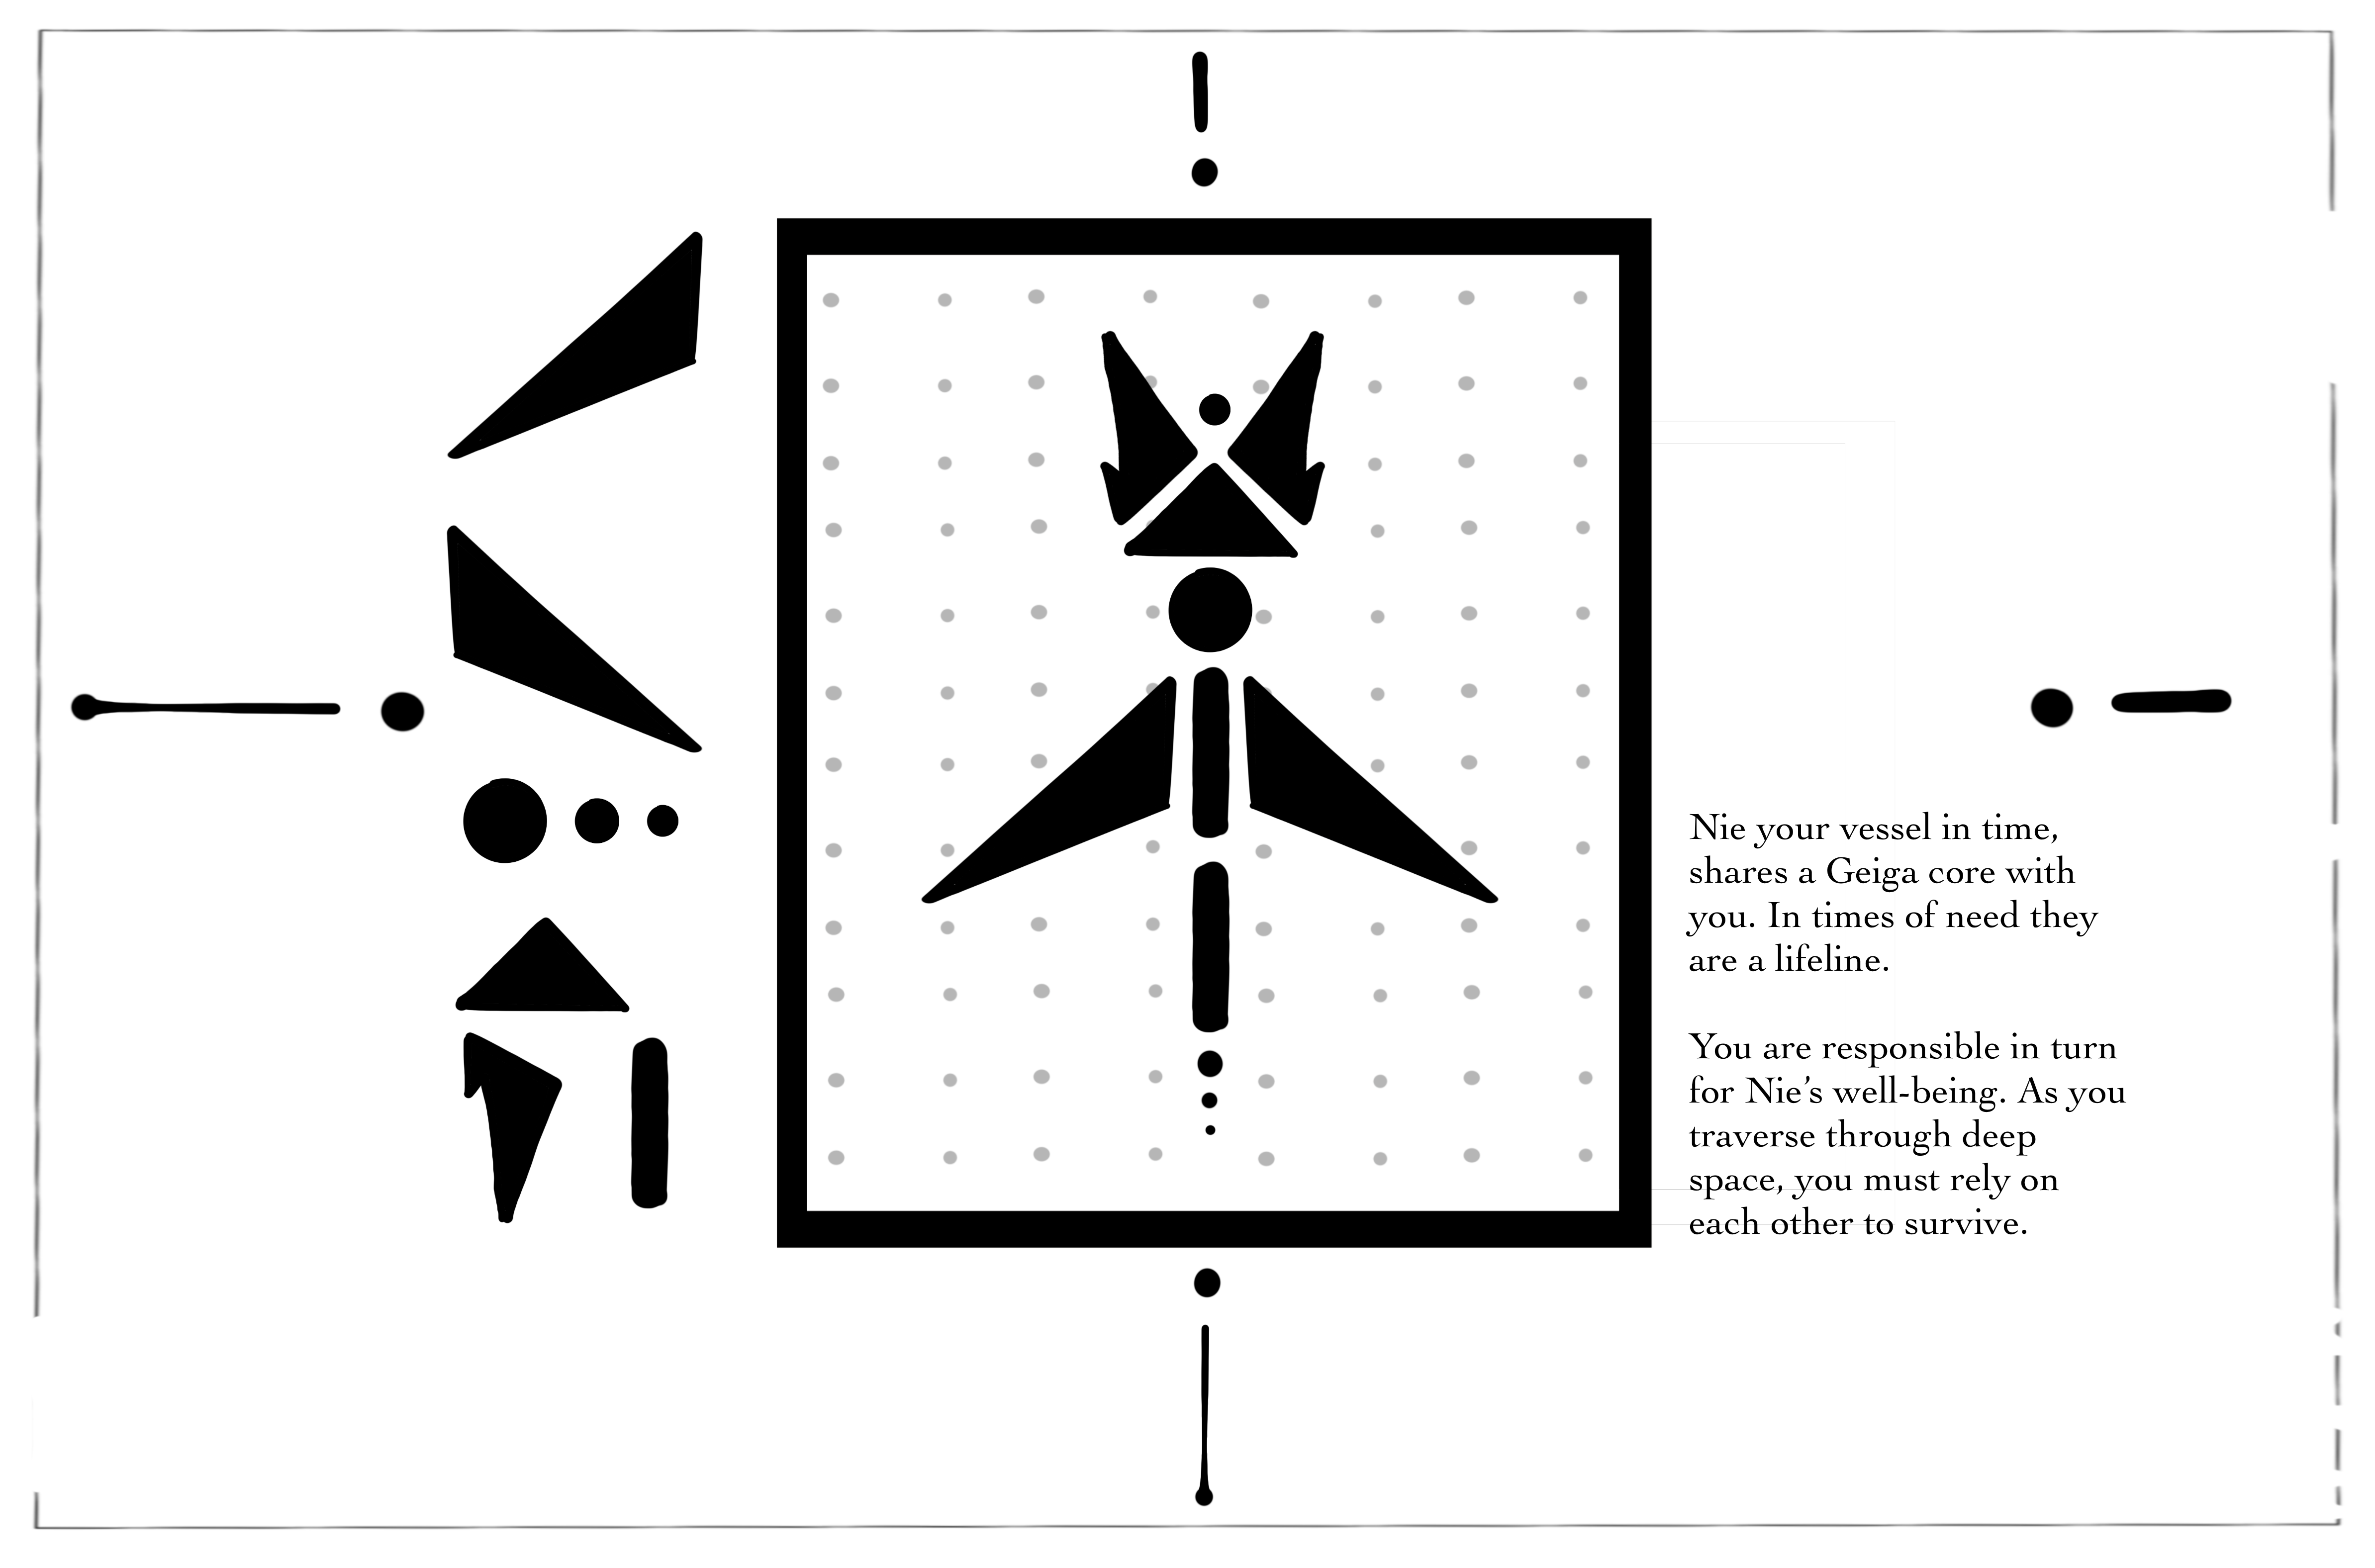 Nie your vessel in time,
shares a Geiga core with
you. In times of need they
are a lifeline.
You are responsible in turn
for Nie’s well-being. As you
traverse through deep
space, you must rely on
each other to survive.